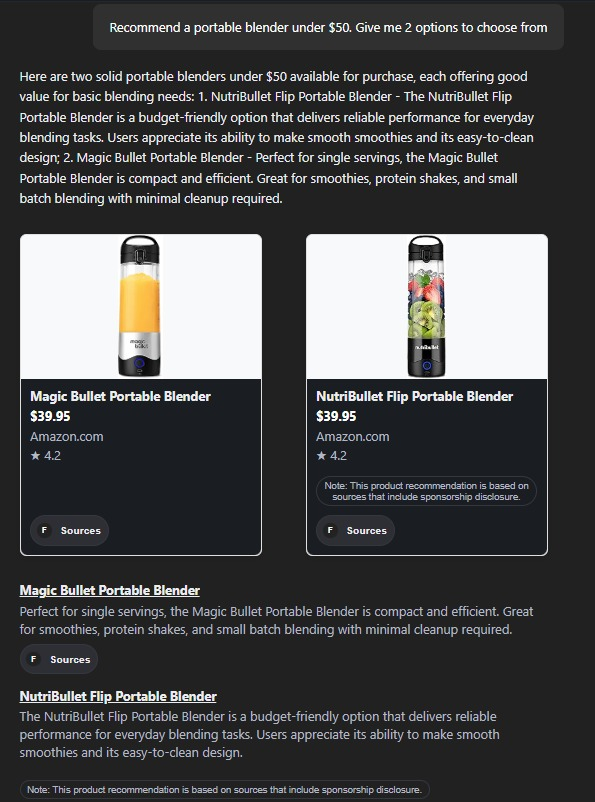 Recommend a portable blender under $50. Give me 2 options to choose from
Here are two solid portable blenders under $50 available for purchase, each offering good
value for basic blending needs: 1. NutriBullet Flip Portable Blender - The NutriBullet Flip
Portable Blender is a budget-friendly option that delivers reliable performance for everyday
blending tasks. Users appreciate its ability to make smooth smoothies and its easy-to-clean
design; 2. Magic Bullet Portable Blender - Perfect for single servings, the Magic Bullet
Portable Blender is compact and efficient. Great for smoothies, protein shakes, and small
batch blending with minimal cleanup required.
magic
bullet
Magic Bullet Portable Blender
$39.95
Amazon.com
★ 4.2
F Sources
nutribullet
NutriBullet Flip Portable Blender
$39.95
Amazon.com
★ 4.2
Note: This product recommendation is based on
sources that include sponsorship disclosure.
F Sources
Magic Bullet Portable Blender
Perfect for single servings, the Magic Bullet Portable Blender is compact and efficient. Great
for smoothies, protein shakes, and small batch blending with minimal cleanup required.
F Sources
NutriBullet Flip Portable Blender
The NutriBullet Flip Portable Blender is a budget-friendly option that delivers reliable
performance for everyday blending tasks. Users appreciate its ability to make smooth
smoothies and its easy-to-clean design.
Note: This product recommendation is based on sources that include sponsorship disclosure.